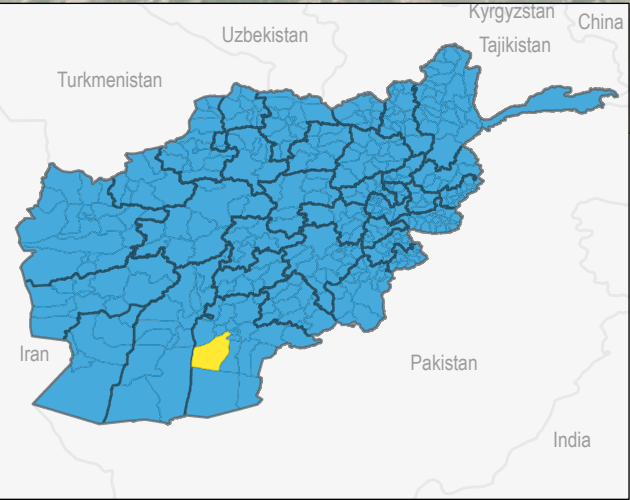 Kyrgyzstan
China
Uzbekistan
Tajikistan
Turkmenistan
Iran
Pakistan
India